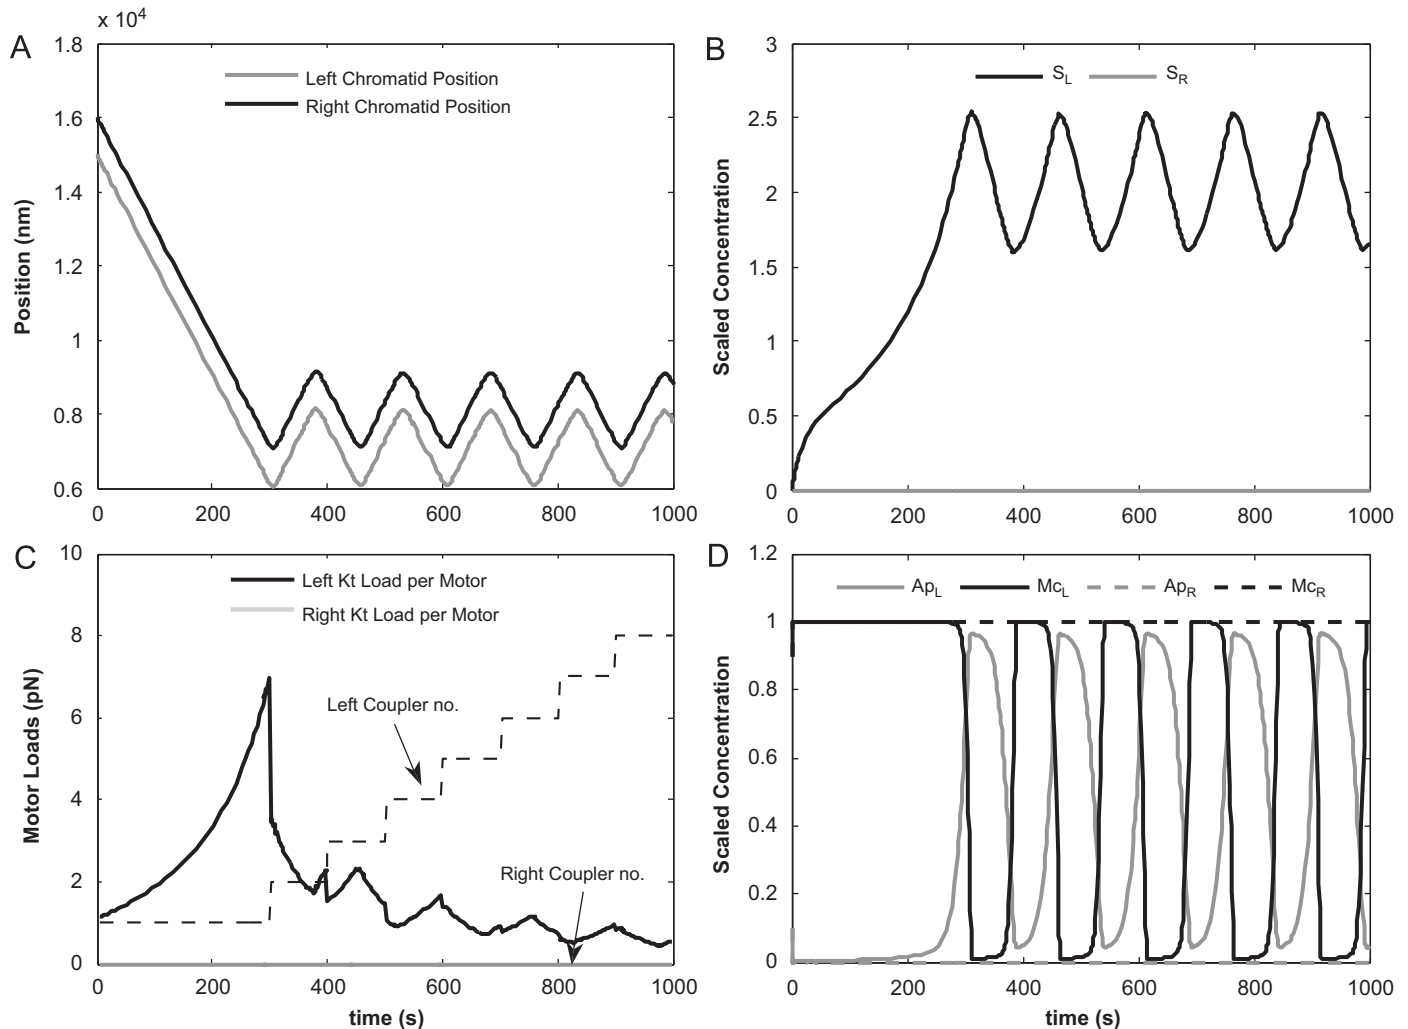 A
x 10⁴
1.8
1.6
1.4
1.2
1
0.8
0.6
0 200 400 600 800 1000
Position (nm)
Left Chromatid Position
Right Chromatid Position
B
3
2.5
2
1.5
1
0.5
0
0 200 400 600 800 1000
Scaled Concentration
S_L S_R
C
10
8
6
4
2
0
0 200 400 600 800 1000
Motor Loads (pN)
time (s)
Left Kt Load per Motor
Right Kt Load per Motor
Left Coupler no.
Right Coupler no.
D
1.2
1
0.8
0.6
0.4
0.2
0
0 200 400 600 800 1000
Scaled Concentration
time (s)
Ap_L Mc_L Ap_R Mc_R